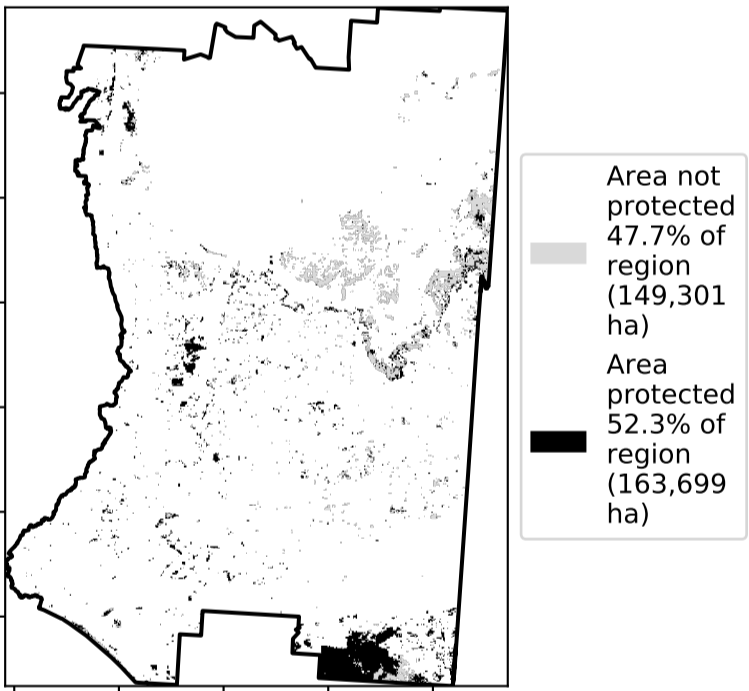 Area not
protected
47.7% of
region
(149,301
ha)
Area
protected
52.3% of
region
(163,699
ha)